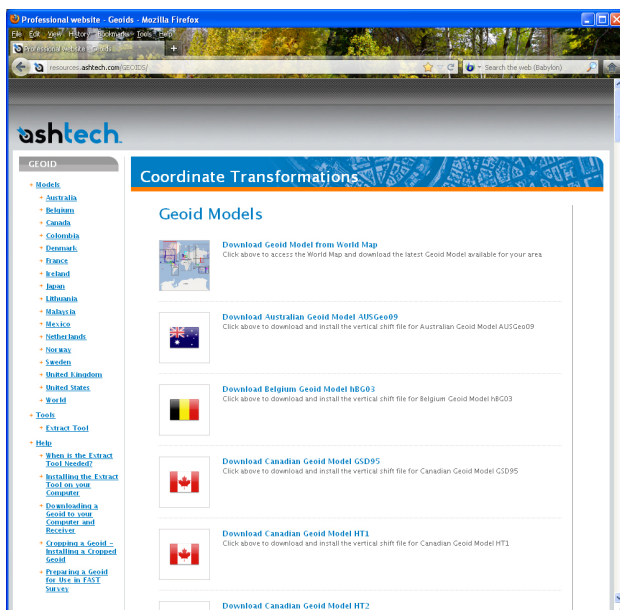 Professional website - Geoids - Mozilla Firefox
File Edit View History Bookmarks Tools Help
Professional website - Geoids
+
resources.ashtech.com/GEOIDS/
Search the web (Babylon)
ashtech.
GEOID
Models
Australia
Belgium
Canada
Colombia
Denmark
France
Ireland
Japan
Lithuania
Malaysia
Mexico
Netherlands
Norway
Sweden
United Kingdom
United States
World
Tools
Extract Tool
Help
When is the Extract
Tool Needed?
Installing the Extract
Tool on your
Computer
Downloading a
Geoid to your
Computer and
Receiver
Cropping a Geoid –
Installing a Cropped
Geoid
Preparing a Geoid
for Use in FAST
Survey
Coordinate Transformations
Geoid Models
Download Geoid Model from World Map
Click above to access the World Map and download the latest Geoid Model available for your area
Download Australian Geoid Model AUSGeo09
Click above to download and install the vertical shift file for Australian Geoid Model AUSGeo09
Download Belgium Geoid Model hBG03
Click above to download and install the vertical shift file for Belgium Geoid Model hBG03
Download Canadian Geoid Model GSD95
Click above to download and install the vertical shift file for Canadian Geoid Model GSD95
Download Canadian Geoid Model HT1
Click above to download and install the vertical shift file for Canadian Geoid Model HT1
Download Canadian Geoid Model HT2